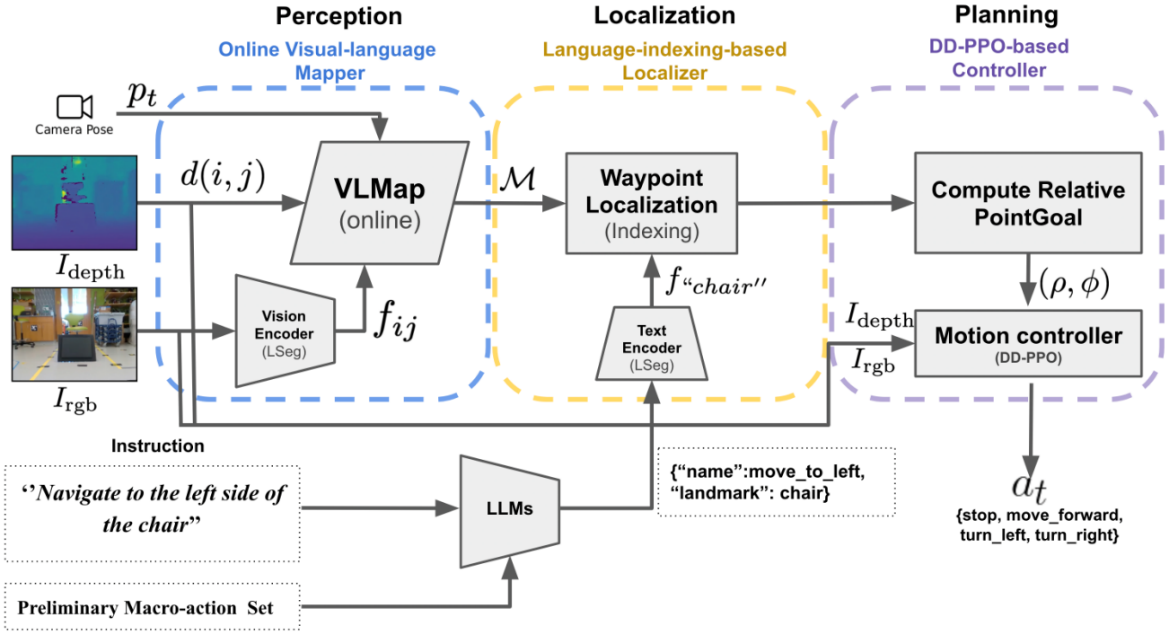 Perception
Localization
Planning
Online Visual-language
Mapper
Language-indexing-based
Localizer
DD-PPO-based
Controller
p_t
Camera Pose
d(i, j)
VLMap
(online)
ℳ
Waypoint
Localization
(Indexing)
Compute Relative
PointGoal
I_depth
f_“chair”
(ρ, ϕ)
Vision
Encoder
(LSeg)
f_ij
Text
Encoder
(LSeg)
I_depth
I_rgb
Motion controller
(DD-PPO)
I_rgb
Instruction
‘’Navigate to the left side of
the chair”
LLMs
{“name”:move_to_left,
“landmark”: chair}
a_t
{stop, move_forward,
turn_left, turn_right}
Preliminary Macro-action Set